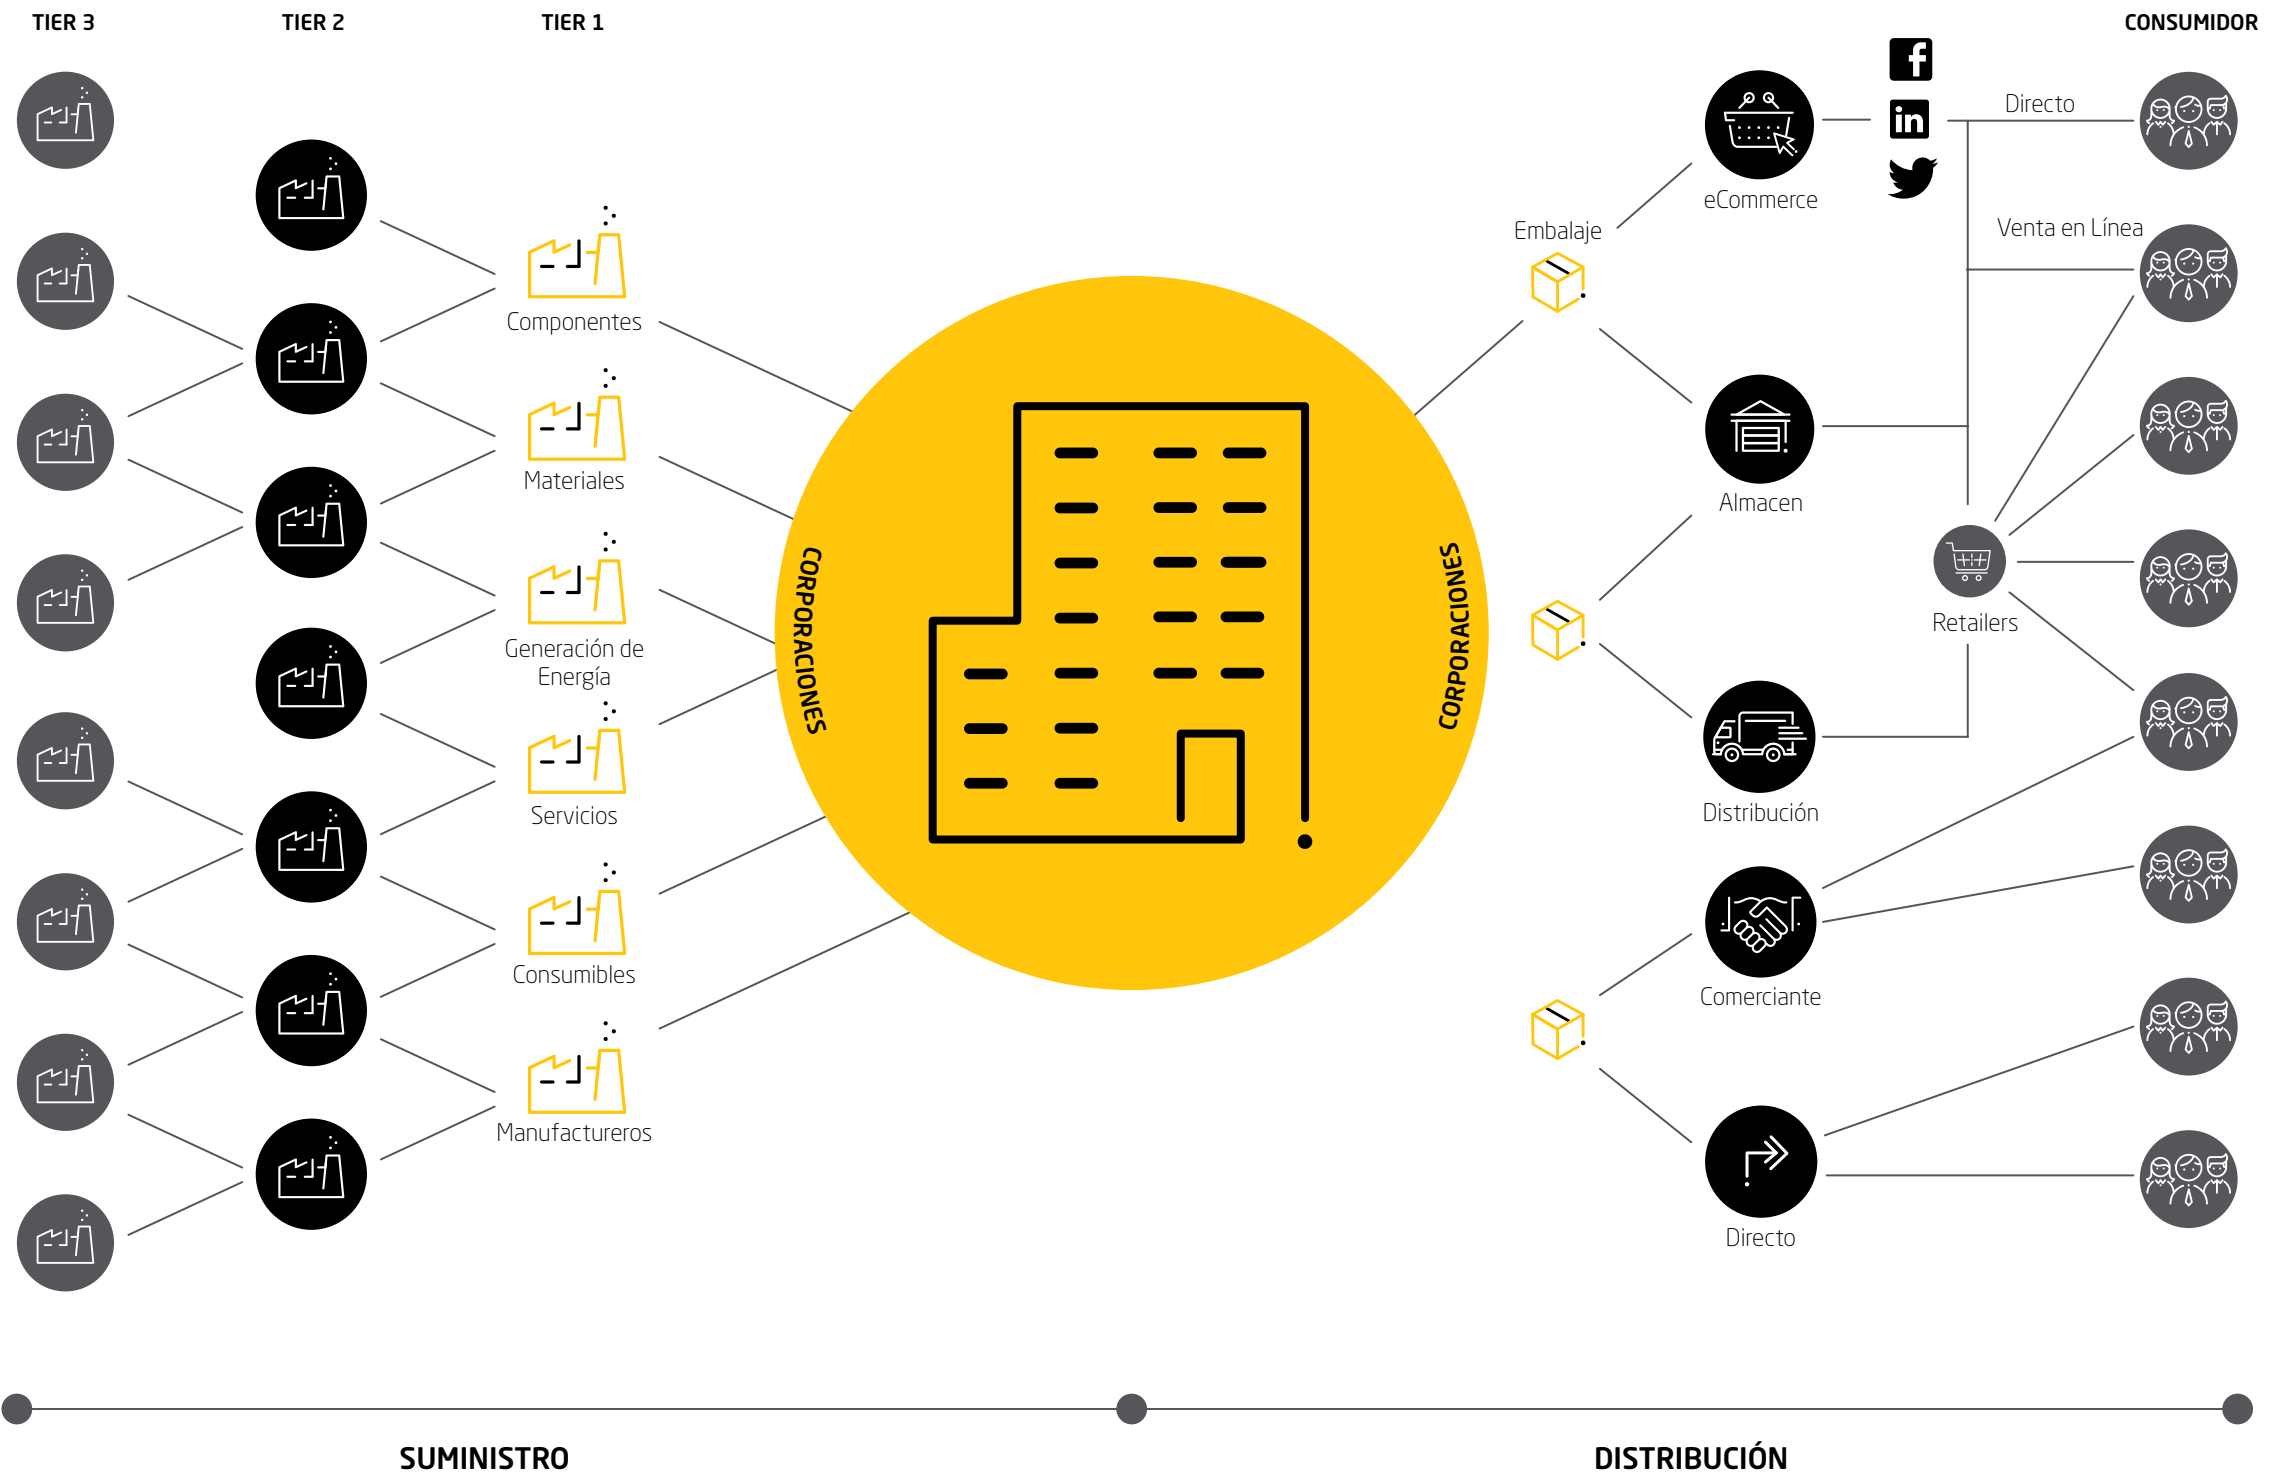 TIER 3
TIER 2
TIER 1
CONSUMIDOR
Componentes
Materiales
Generación de
Energía
Servicios
Consumibles
Manufactureros
CORPORACIONES
CORPORACIONES
Embalaje
eCommerce
Almacen
Distribución
Comerciante
Directo
f
in
Directo
Venta en Línea
Retailers
SUMINISTRO
DISTRIBUCIÓN